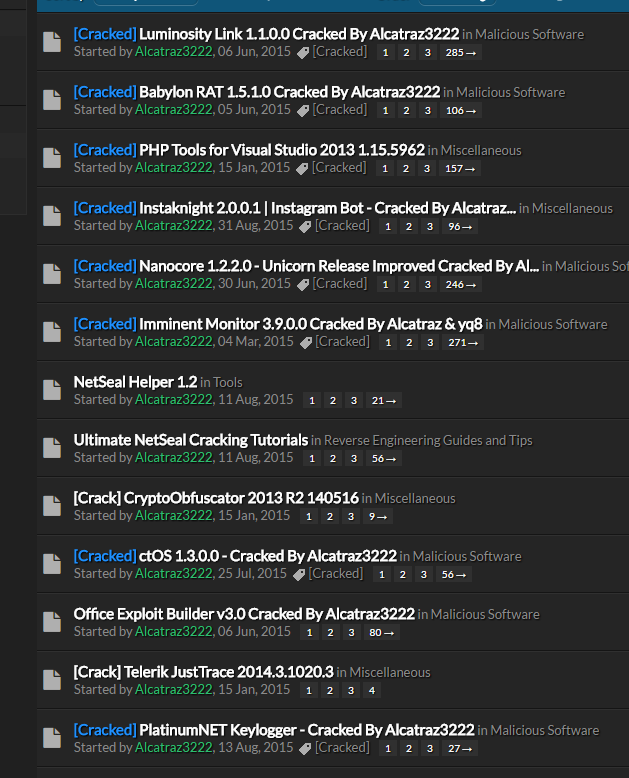 [Cracked] Luminosity Link 1.1.0.0 Cracked By Alcatraz3222 in Malicious Software
Started by Alcatraz3222, 06 Jun, 2015 [Cracked] 1 2 3 285→
[Cracked] Babylon RAT 1.5.1.0 Cracked By Alcatraz3222 in Malicious Software
Started by Alcatraz3222, 05 Jun, 2015 [Cracked] 1 2 3 106→
[Cracked] PHP Tools for Visual Studio 2013 1.15.5962 in Miscellaneous
Started by Alcatraz3222, 15 Jan, 2015 [Cracked] 1 2 3 157→
[Cracked] Instaknight 2.0.0.1 | Instagram Bot - Cracked By Alcatraz... in Miscellaneous
Started by Alcatraz3222, 31 Aug, 2015 [Cracked] 1 2 3 96→
[Cracked] Nanocore 1.2.2.0 - Unicorn Release Improved Cracked By Al... in Malicious Sof
Started by Alcatraz3222, 30 Jun, 2015 [Cracked] 1 2 3 246→
[Cracked] Imminent Monitor 3.9.0.0 Cracked By Alcatraz & yq8 in Malicious Software
Started by Alcatraz3222, 04 Mar, 2015 [Cracked] 1 2 3 271→
NetSeal Helper 1.2 in Tools
Started by Alcatraz3222, 11 Aug, 2015 1 2 3 21→
Ultimate NetSeal Cracking Tutorials in Reverse Engineering Guides and Tips
Started by Alcatraz3222, 11 Aug, 2015 1 2 3 56→
[Crack] CryptoObfuscator 2013 R2 140516 in Miscellaneous
Started by Alcatraz3222, 15 Jan, 2015 1 2 3 9→
[Cracked] ctOS 1.3.0.0 - Cracked By Alcatraz3222 in Malicious Software
Started by Alcatraz3222, 25 Jul, 2015 [Cracked] 1 2 3 56→
Office Exploit Builder v3.0 Cracked By Alcatraz3222 in Malicious Software
Started by Alcatraz3222, 06 Jun, 2015 1 2 3 80→
[Crack] Telerik JustTrace 2014.3.1020.3 in Miscellaneous
Started by Alcatraz3222, 15 Jan, 2015 1 2 3 4
[Cracked] PlatinumNET Keylogger - Cracked By Alcatraz3222 in Malicious Software
Started by Alcatraz3222, 13 Aug, 2015 [Cracked] 1 2 3 27→